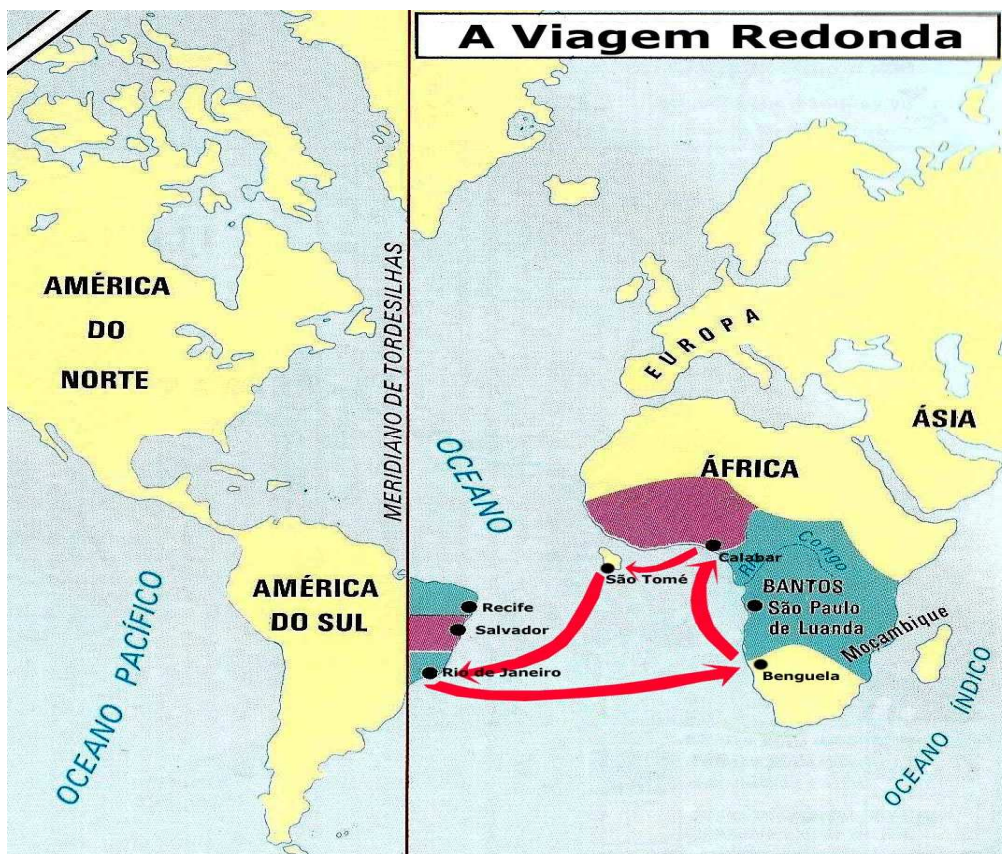 A Viagem Redonda
AMÉRICA
DO
NORTE
MERIDIANO DE TORDESILHAS
EUROPA
ÁSIA
OCEANO
ÁFRICA
Calabar
Rio Congo
São Tomé
BANTOS
São Paulo
de Luanda
Moçambique
Benguela
AMÉRICA
DO SUL
Recife
Salvador
Rio de Janeiro
OCEANO PACÍFICO
OCEANO ÍNDICO